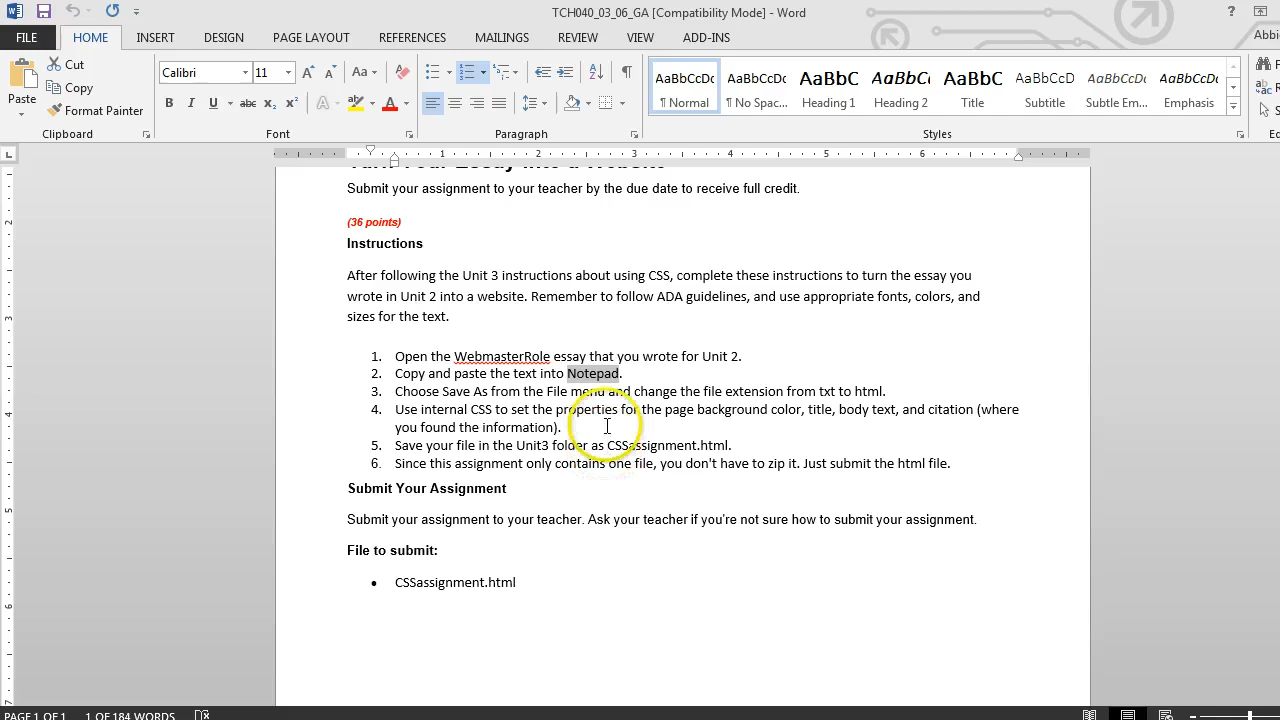 TCH040_03_06_GA [Compatibility Mode] - Word
?
FILE
HOME
INSERT
DESIGN
PAGE LAYOUT
REFERENCES
MAILINGS
REVIEW
VIEW
ADD-INS
Abbi
Paste
Cut
Copy
Format Painter
Clipboard
Calibri
11
Font
Paragraph
AaBbCcDc
¶ Normal
AaBbCcDc
¶ No Spac...
AaBbC
Heading 1
AaBbCc
Heading 2
AaBbC
Title
AaBbCcD
Subtitle
AaBbCcDc
Subtle Em...
AaBbCcDc
Emphasis
Styles
1 2 3 4 5 6
Submit your assignment to your teacher by the due date to receive full credit.
(36 points)
Instructions
After following the Unit 3 instructions about using CSS, complete these instructions to turn the essay you
wrote in Unit 2 into a website. Remember to follow ADA guidelines, and use appropriate fonts, colors, and
sizes for the text.
1. Open the WebmasterRole essay that you wrote for Unit 2.
2. Copy and paste the text into Notepad.
3. Choose Save As from the File menu and change the file extension from txt to html.
4. Use internal CSS to set the properties for the page background color, title, body text, and citation (where
you found the information).
5. Save your file in the Unit3 folder as CSSassignment.html.
6. Since this assignment only contains one file, you don't have to zip it. Just submit the html file.
Submit Your Assignment
Submit your assignment to your teacher. Ask your teacher if you're not sure how to submit your assignment.
File to submit:
• CSSassignment.html
PAGE 1 OF 1 1 OF 184 WORDS